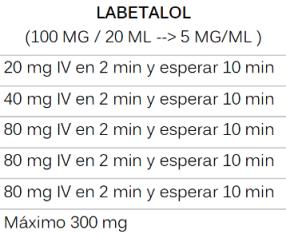 LABETALOL
(100 MG / 20 ML --> 5 MG/ML )
20 mg IV en 2 min y esperar 10 min
40 mg IV en 2 min y esperar 10 min
80 mg IV en 2 min y esperar 10 min
80 mg IV en 2 min y esperar 10 min
80 mg IV en 2 min y esperar 10 min
Máximo 300 mg